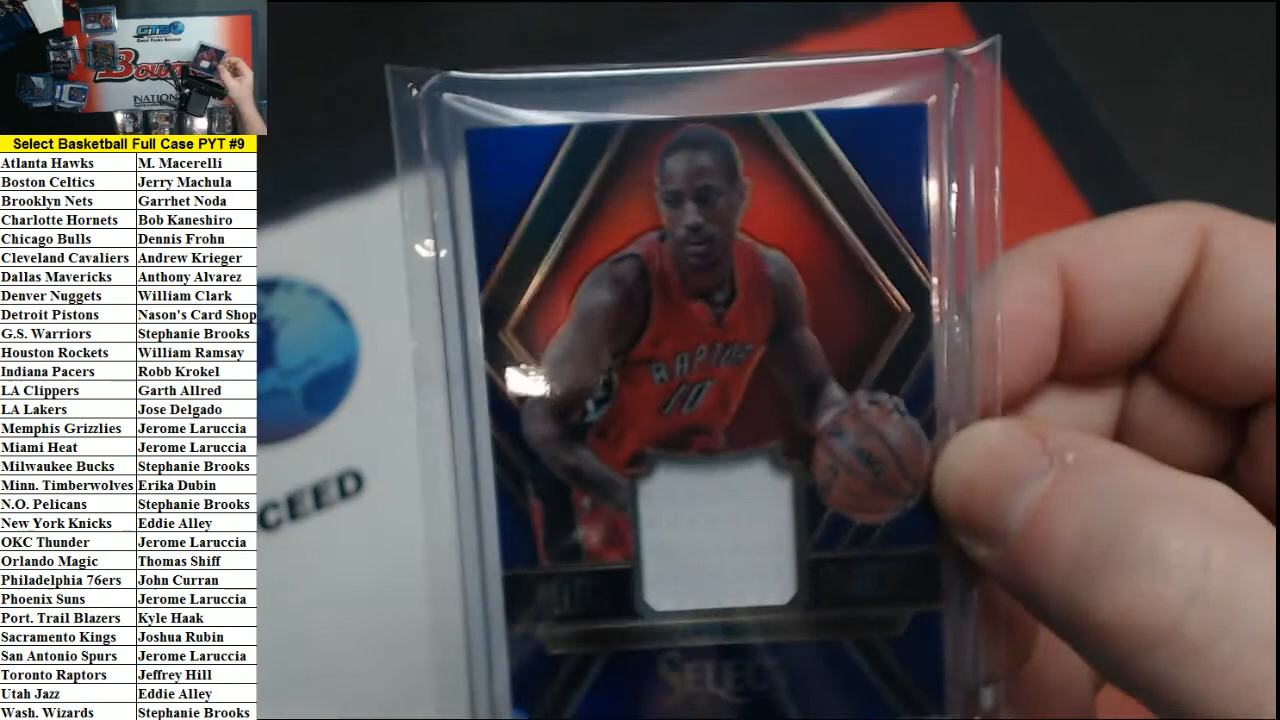 GTS
Bowm
NATION
Select Basketball Full Case PYT #9
Atlanta Hawks M. Macerelli
Boston Celtics Jerry Machula
Brooklyn Nets Garrhet Noda
Charlotte Hornets Bob Kaneshiro
Chicago Bulls Dennis Frohn
Cleveland Cavaliers Andrew Krieger
Dallas Mavericks Anthony Alvarez
Denver Nuggets William Clark
Detroit Pistons Nason's Card Shop
G.S. Warriors Stephanie Brooks
Houston Rockets William Ramsay
Indiana Pacers Robb Krokel
LA Clippers Garth Allred
LA Lakers Jose Delgado
Memphis Grizzlies Jerome Laruccia
Miami Heat Jerome Laruccia
Milwaukee Bucks Stephanie Brooks
Minn. Timberwolves Erika Dubin
N.O. Pelicans Stephanie Brooks
New York Knicks Eddie Alley
OKC Thunder Jerome Laruccia
Orlando Magic Thomas Shiff
Philadelphia 76ers John Curran
Phoenix Suns Jerome Laruccia
Port. Trail Blazers Kyle Haak
Sacramento Kings Joshua Rubin
San Antonio Spurs Jerome Laruccia
Toronto Raptors Jeffrey Hill
Utah Jazz Eddie Alley
Wash. Wizards Stephanie Brooks
CEED
RAPTOR
10
SELECT